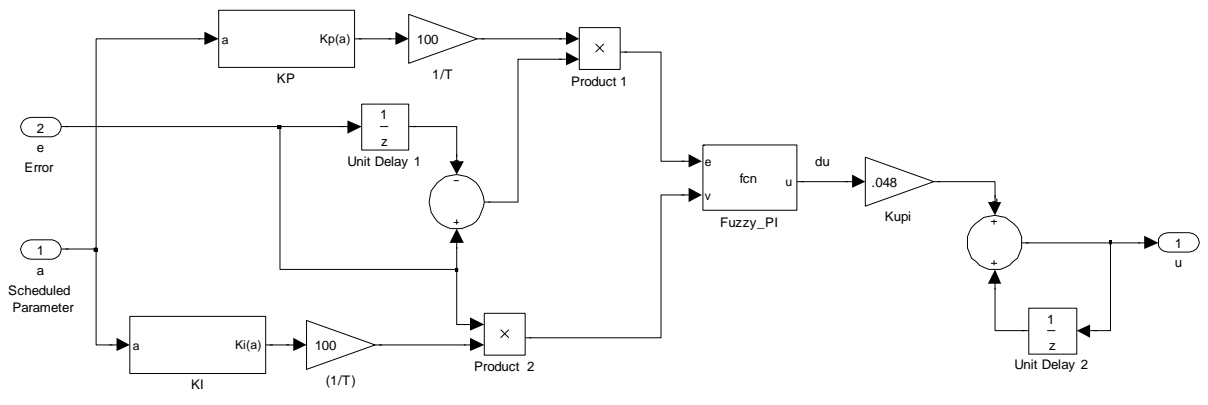 a
Kp(a)
KP
100
1/T
×
Product 1
2
e
Error
1
z
Unit Delay 1
−
+
e
v
fcn
u
Fuzzy_PI
du
.048
Kupi
+
+
1
u
1
z
Unit Delay 2
1
a
Scheduled
Parameter
a
Ki(a)
KI
100
(1/T)
×
Product 2